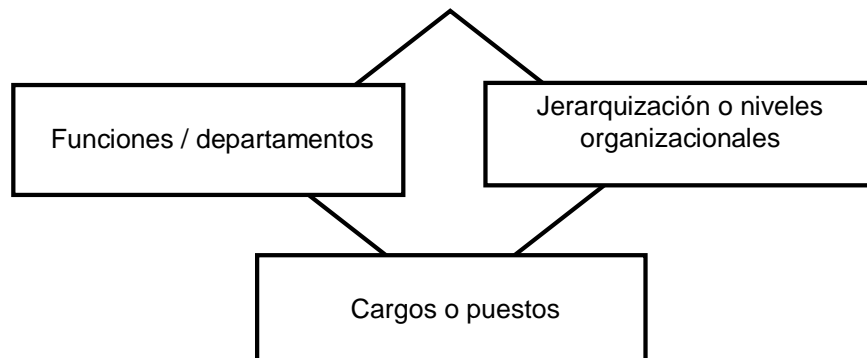 Funciones / departamentos
Jerarquización o niveles
organizacionales
Cargos o puestos